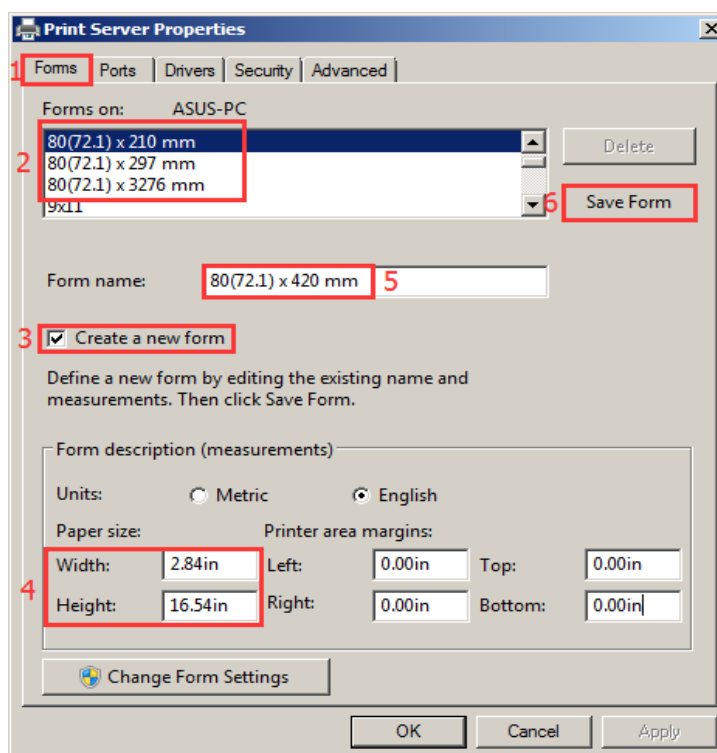 Print Server Properties
1 Forms Ports Drivers Security Advanced
Forms on: ASUS-PC
2 80(72.1) x 210 mm
80(72.1) x 297 mm
80(72.1) x 3276 mm
9x11
Delete
6 Save Form
Form name: 80(72.1) x 420 mm 5
3 Create a new form
Define a new form by editing the existing name and
measurements. Then click Save Form.
Form description (measurements)
Units: Metric English
Paper size: Printer area margins:
4 Width: 2.84in Left: 0.00in Top: 0.00in
Height: 16.54in Right: 0.00in Bottom: 0.00in
Change Form Settings
OK Cancel Apply